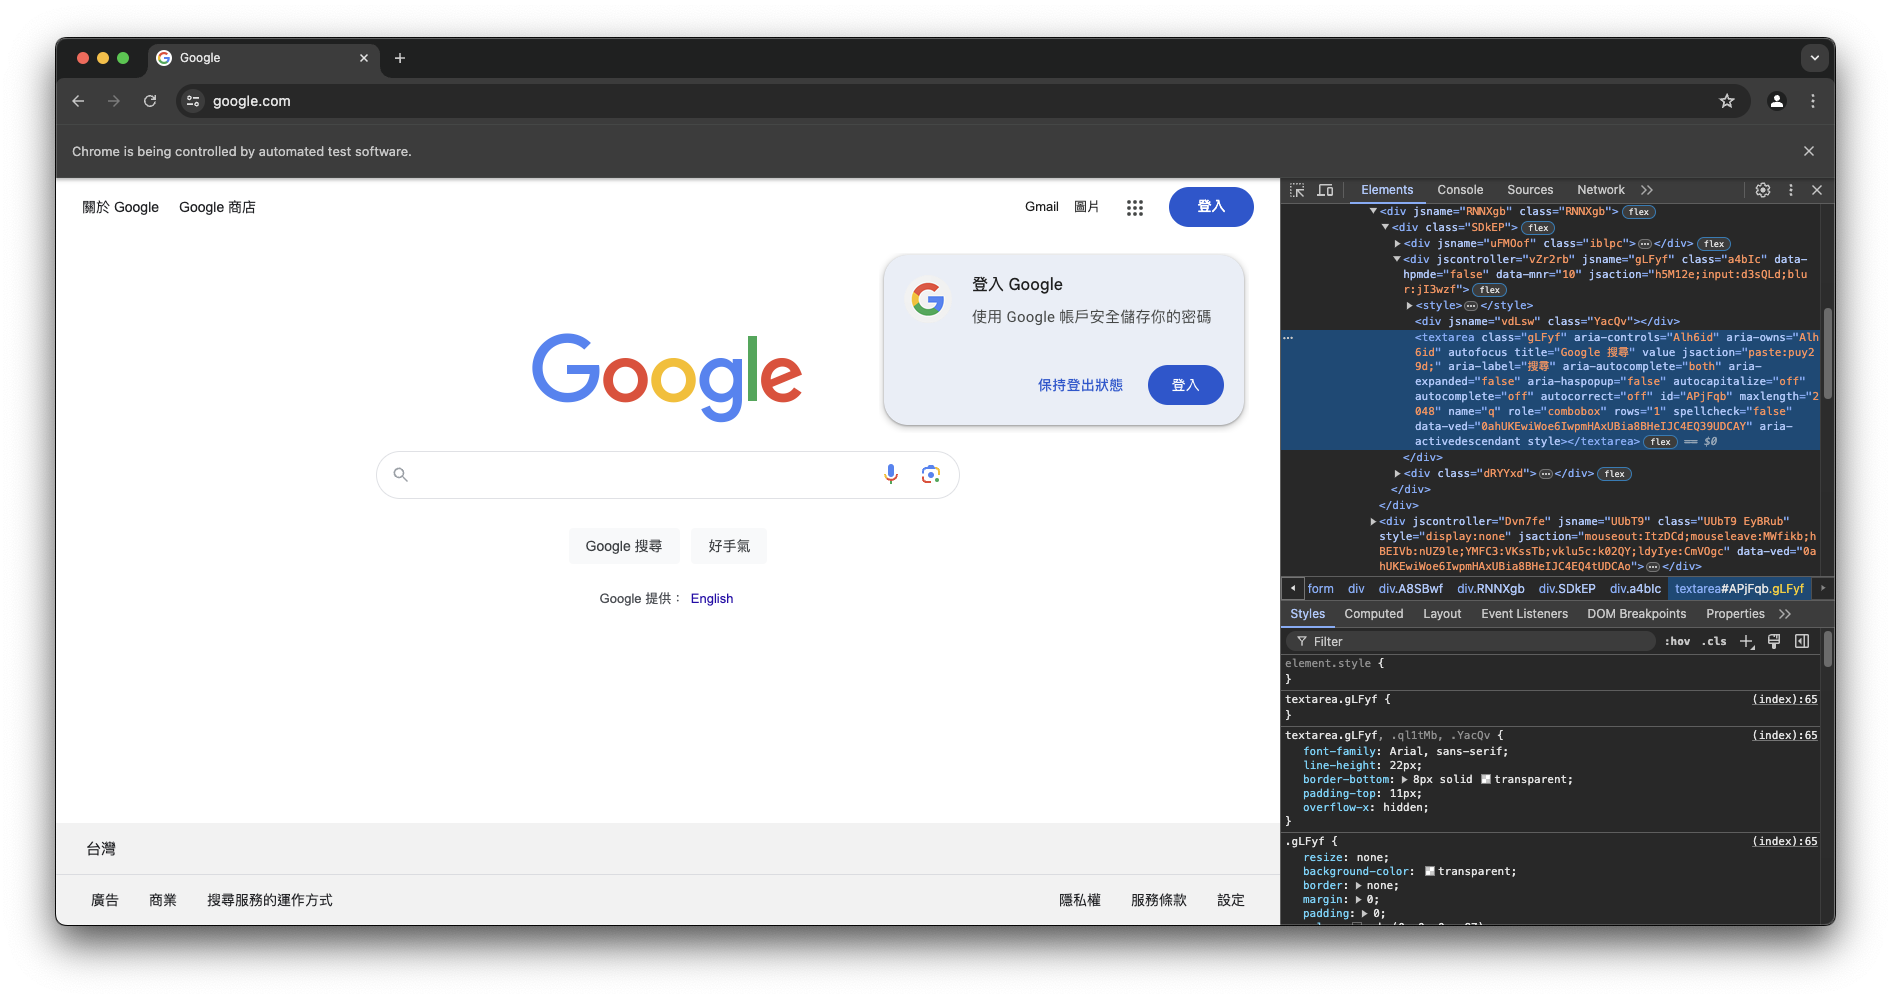 Google
google.com
Chrome is being controlled by automated test software.
關於 Google Google 商店
Gmail 圖片 登入
登入 Google
使用 Google 帳戶安全儲存你的密碼
保持登出狀態 登入
Google
Google 搜尋 好手氣
Google 提供： English
台灣
廣告 商業 搜尋服務的運作方式 隱私權 服務條款 設定
Elements Console Sources Network
<div jsname="RNNXgb" class="RNNXgb"> flex
<div class="SDkEP"> flex
<div jsname="uFMOof" class="iblpc"> … </div> flex
<div jscontroller="vZr2rb" jsname="gLFyf" class="a4bIc" data-
hpmde="false" data-mnr="10" jsaction="h5M12e;input:d3sQLd;blu
r:jI3wzf"> flex
<style> … </style>
<div jsname="vdLsw" class="YacQv"></div>
<textarea class="gLFyf" aria-controls="Alh6id" aria-owns="Alh
6id" autofocus title="Google 搜尋" value jsaction="paste:puy2
9d;" aria-label="搜尋" aria-autocomplete="both" aria-
expanded="false" aria-haspopup="false" autocapitalize="off"
autocomplete="off" autocorrect="off" id="APjFqb" maxlength="2
048" name="q" role="combobox" rows="1" spellcheck="false"
data-ved="0ahUKEwiWoe6IwpmHAxUBia8BHeIJC4EQ39UDCAY" aria-
activedescendant style></textarea> flex == $0
</div>
<div class="dRYYxd"> … </div> flex
</div>
</div>
<div jscontroller="Dvn7fe" jsname="UUbT9" class="UUbT9 EyBRub"
style="display:none" jsaction="mouseout:ItzDCd;mouseleave:MWfikb;h
BEIVb:nUZ9le;YMFC3:VKssTb;vklu5c:k02QY;ldyIye:CmVOgc" data-ved="0a
hUKEwiWoe6IwpmHAxUBia8BHeIJC4EQ4tUDCAo"> … </div>
form div div.A8SBwf div.RNNXgb div.SDkEP div.a4bIc textarea#APjFqb.gLFyf
Styles Computed Layout Event Listeners DOM Breakpoints Properties
Filter :hov .cls
element.style {
}
textarea.gLFyf { (index):65
}
textarea.gLFyf, .ql1tMb, .YacQv { (index):65
font-family: Arial, sans-serif;
line-height: 22px;
border-bottom: 8px solid transparent;
padding-top: 11px;
overflow-x: hidden;
}
.gLFyf { (index):65
resize: none;
background-color: transparent;
border: none;
margin: 0;
padding: 0;